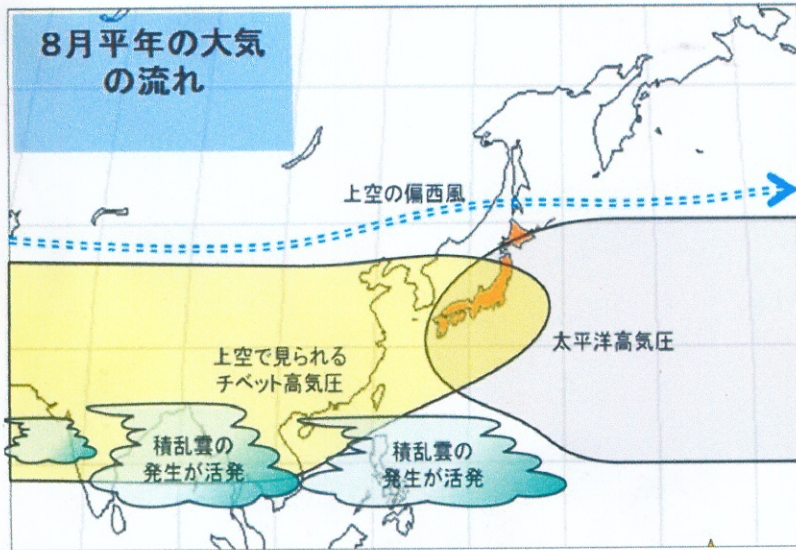 8月平年の大気
の流れ
上空の偏西風
上空で見られる
チベット高気圧
太平洋高気圧
積乱雲の
発生が活発
積乱雲の
発生が活発